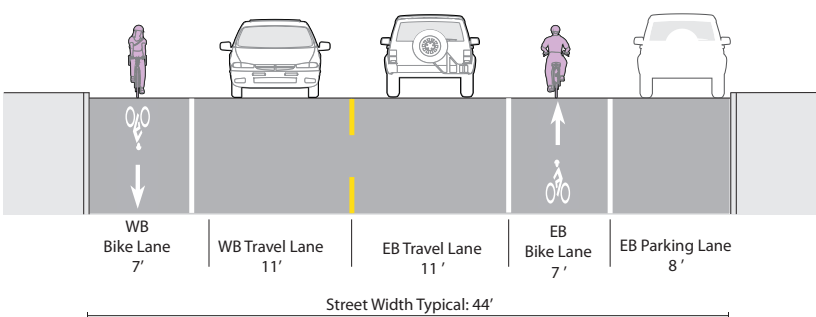 WB
Bike Lane
7′
WB Travel Lane
11′
EB Travel Lane
11 ′
EB
Bike Lane
7 ′
EB Parking Lane
8 ′
Street Width Typical: 44′